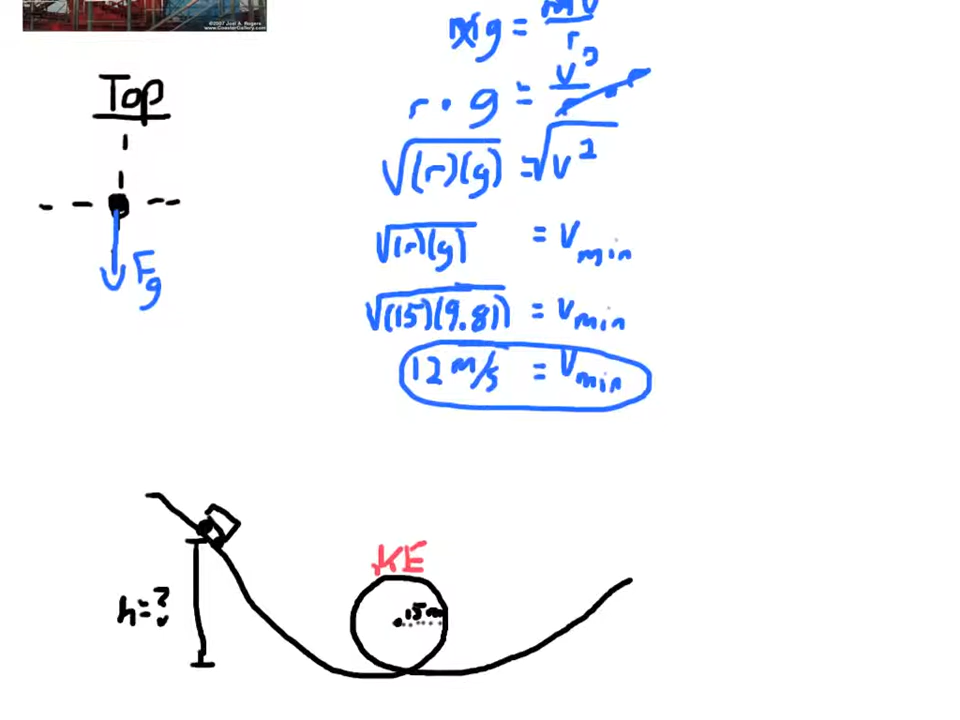 ©2007 Joel A. Rogers
www.CoasterGallery.com
mg = mv²/r
Top
r · g = v²/r
√(r)(g) = √v²
√(r)(g) = vmin
Fg
√(15)(9.81) = vmin
12 m/s = vmin
KE
h=?
15m